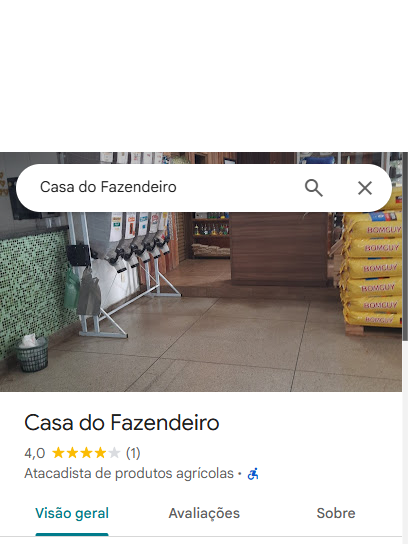 Casa do Fazendeiro
BOMGUY
BOMGUY
BOMGUY
BOMGUY
BOMGUY
BOMGUY
Casa do Fazendeiro
4,0 (1)
Atacadista de produtos agrícolas ·
Visão geral Avaliações Sobre